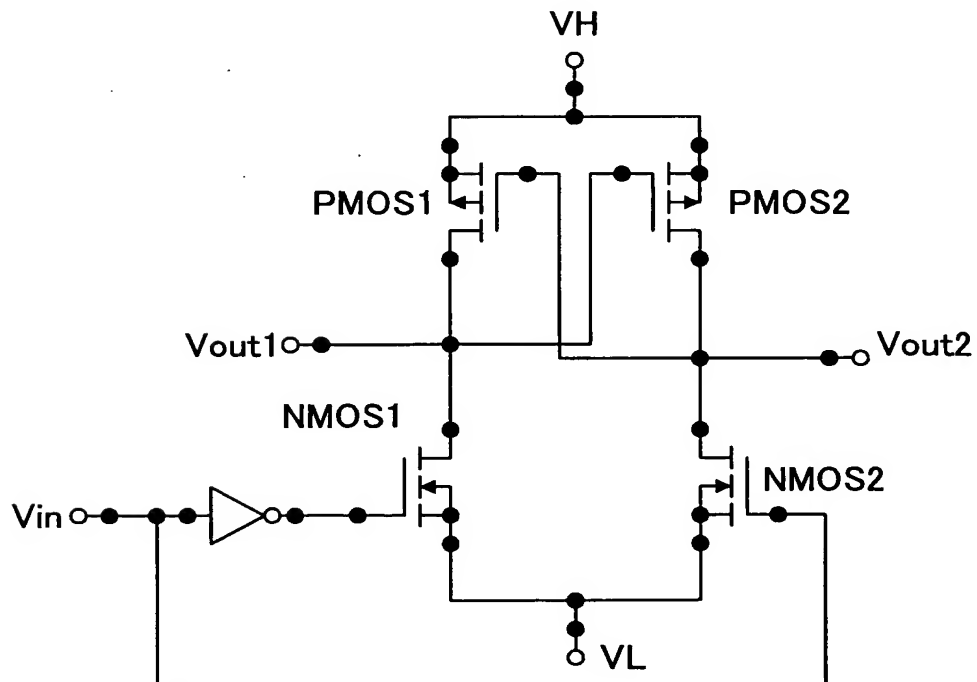 VH
PMOS1
PMOS2
Vout1
Vout2
NMOS1
NMOS2
Vin
VL